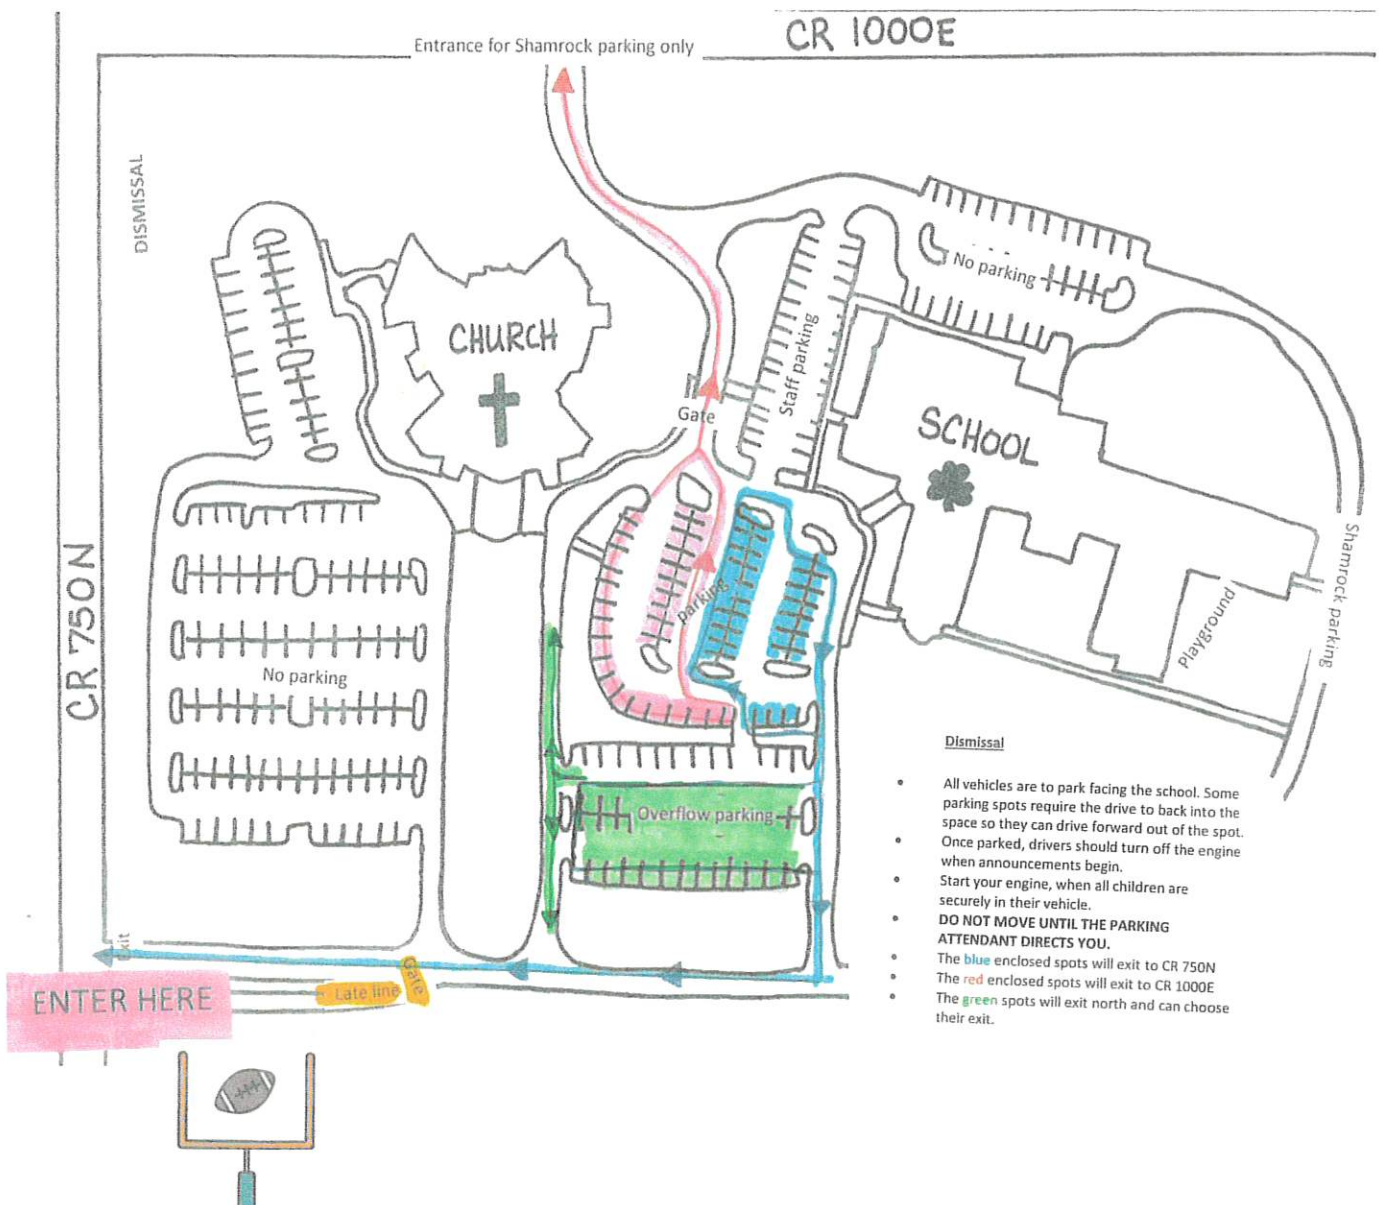 CR 1000E
Entrance for Shamrock parking only
DISMISSAL
No parking
CHURCH
Staff parking
Gate
SCHOOL
CR 750N
Shamrock parking
parking
Playground
No parking
Overflow parking
Dismissal
All vehicles are to park facing the school. Some
parking spots require the drive to back into the
space so they can drive forward out of the spot.
Once parked, drivers should turn off the engine
when announcements begin.
Start your engine, when all children are
securely in their vehicle.
DO NOT MOVE UNTIL THE PARKING
ATTENDANT DIRECTS YOU.
The blue enclosed spots will exit to CR 750N
The red enclosed spots will exit to CR 1000E
The green spots will exit north and can choose
their exit.
Exit
Gate
ENTER HERE
Late line